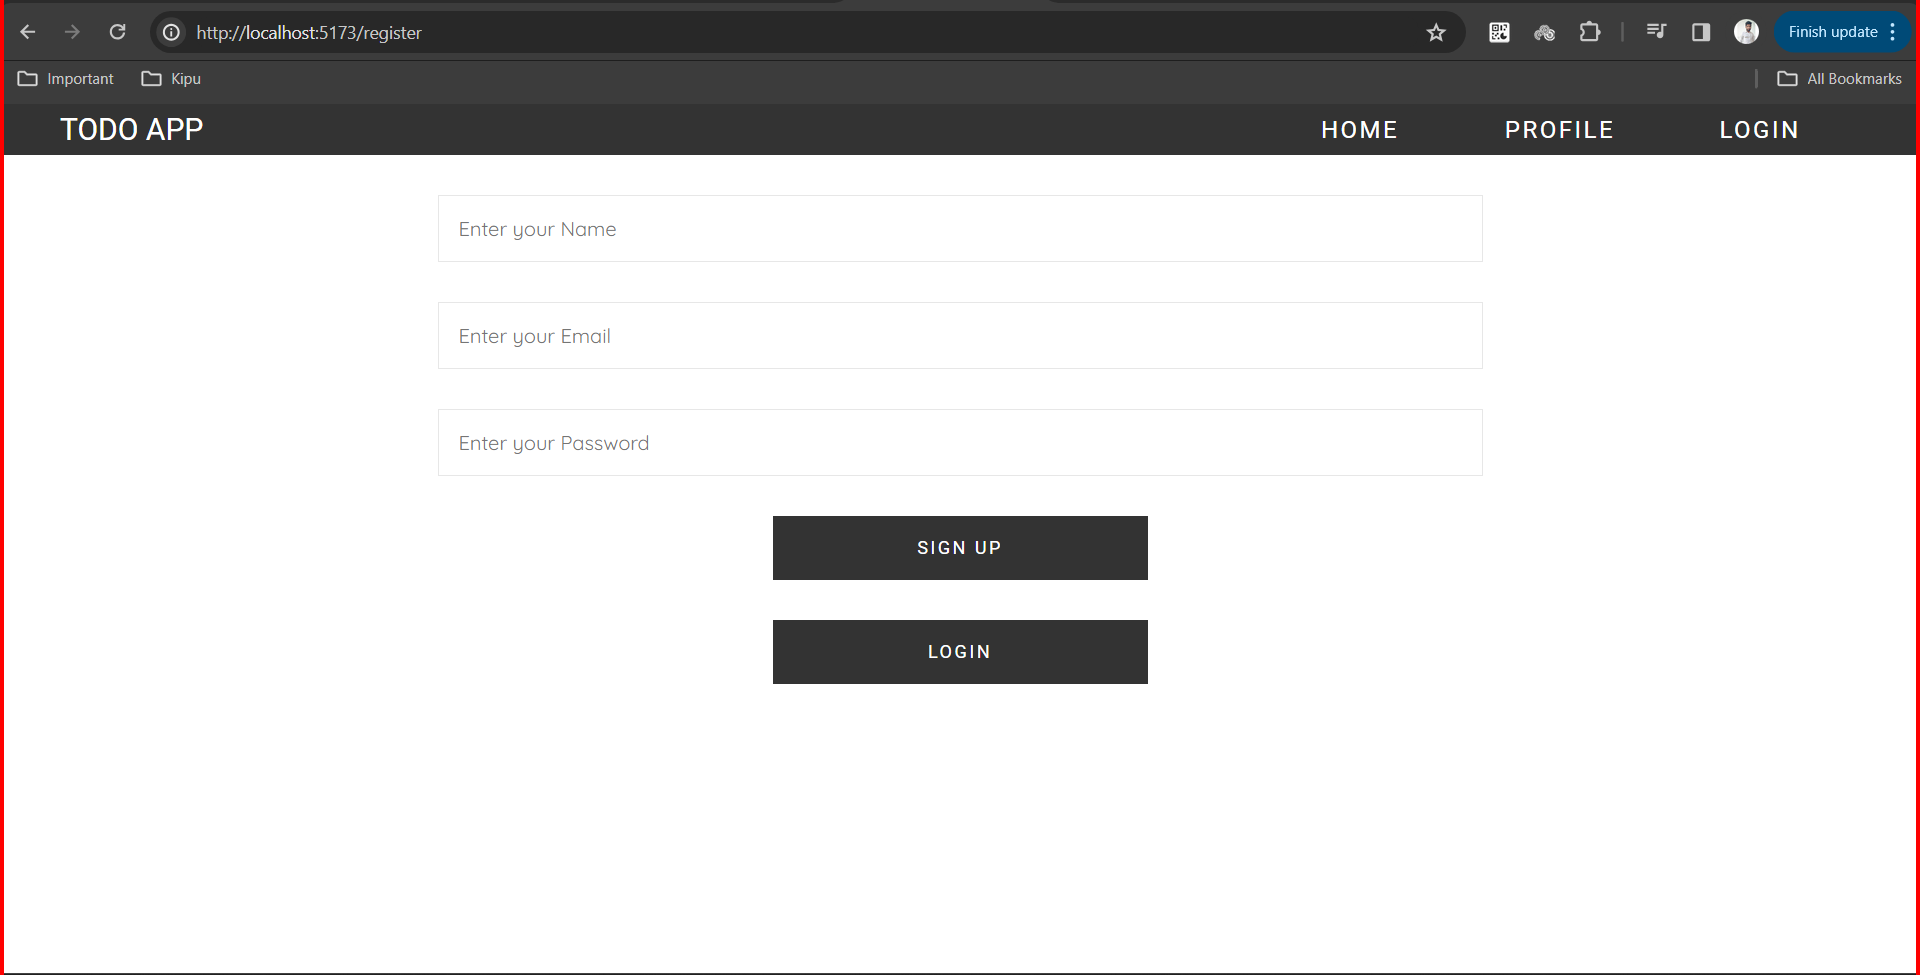 http://localhost:5173/register
Finish update
Important Kipu All Bookmarks
TODO APP HOME PROFILE LOGIN
Enter your Name
Enter your Email
Enter your Password
SIGN UP
LOGIN